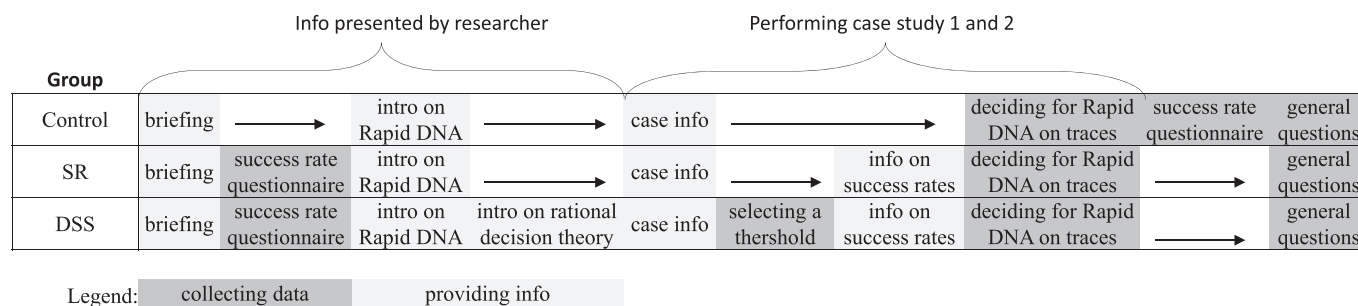 Info presented by researcher
Performing case study 1 and 2
Group
Control
briefing
intro on
Rapid DNA
case info
deciding for Rapid
DNA on traces
success rate
questionnaire
general
questions
SR
briefing
success rate
questionnaire
intro on
Rapid DNA
case info
info on
success rates
deciding for Rapid
DNA on traces
general
questions
DSS
briefing
success rate
questionnaire
intro on
Rapid DNA
intro on rational
decision theory
case info
selecting a
thershold
info on
success rates
deciding for Rapid
DNA on traces
general
questions
Legend:
collecting data
providing info